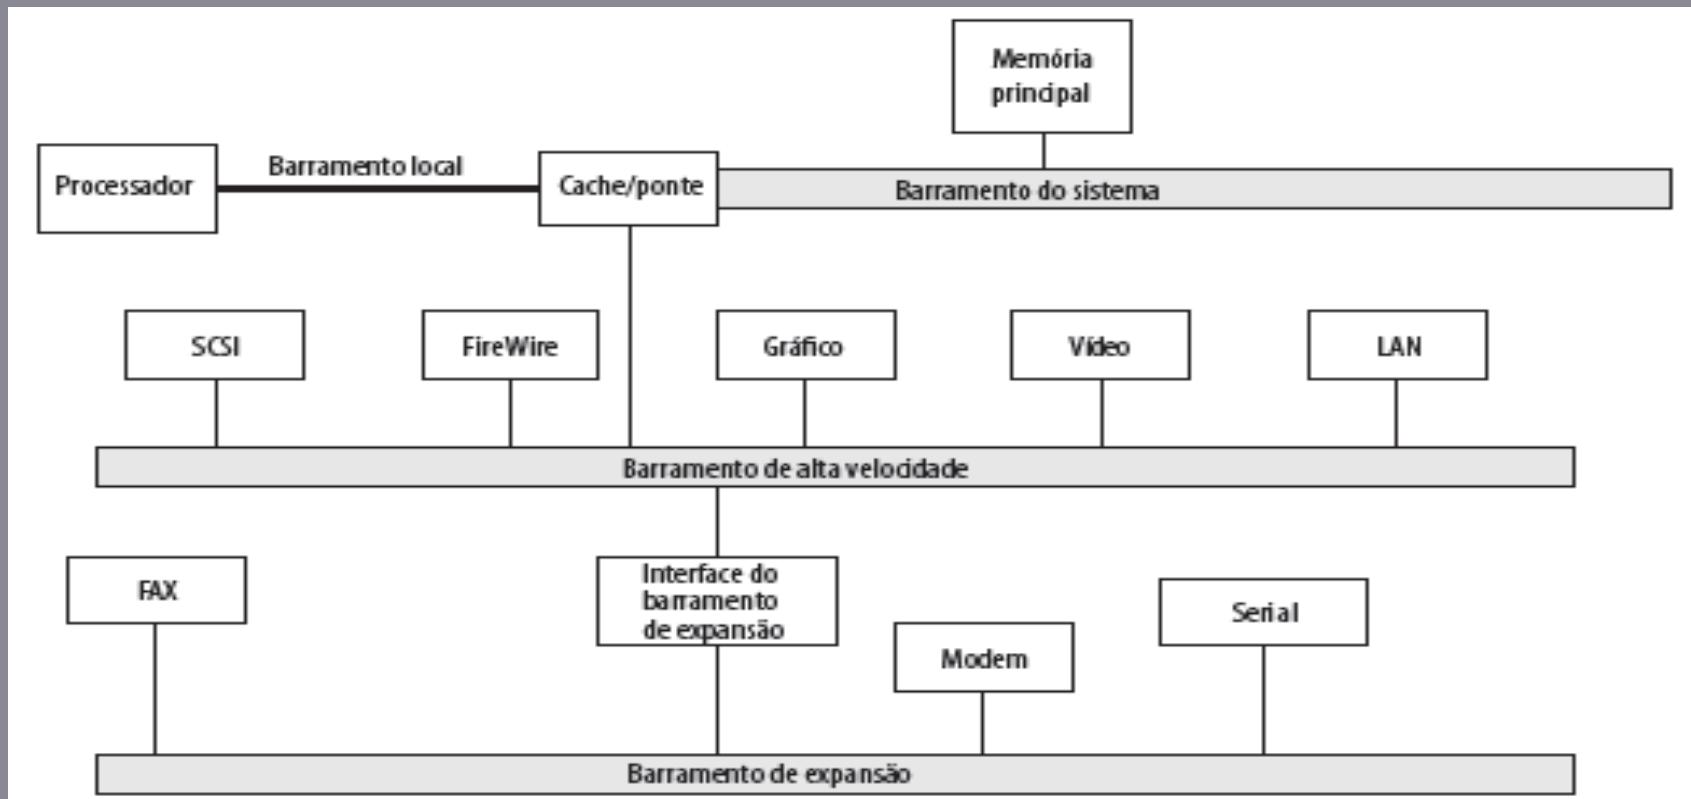 Memória
principal
Processador
Barramento local
Cache/ponte
Barramento do sistema
SCSI
FireWire
Gráfico
Vídeo
LAN
Barramento de alta velocidade
FAX
Interface do
barramento
de expansão
Modem
Serial
Barramento de expansão